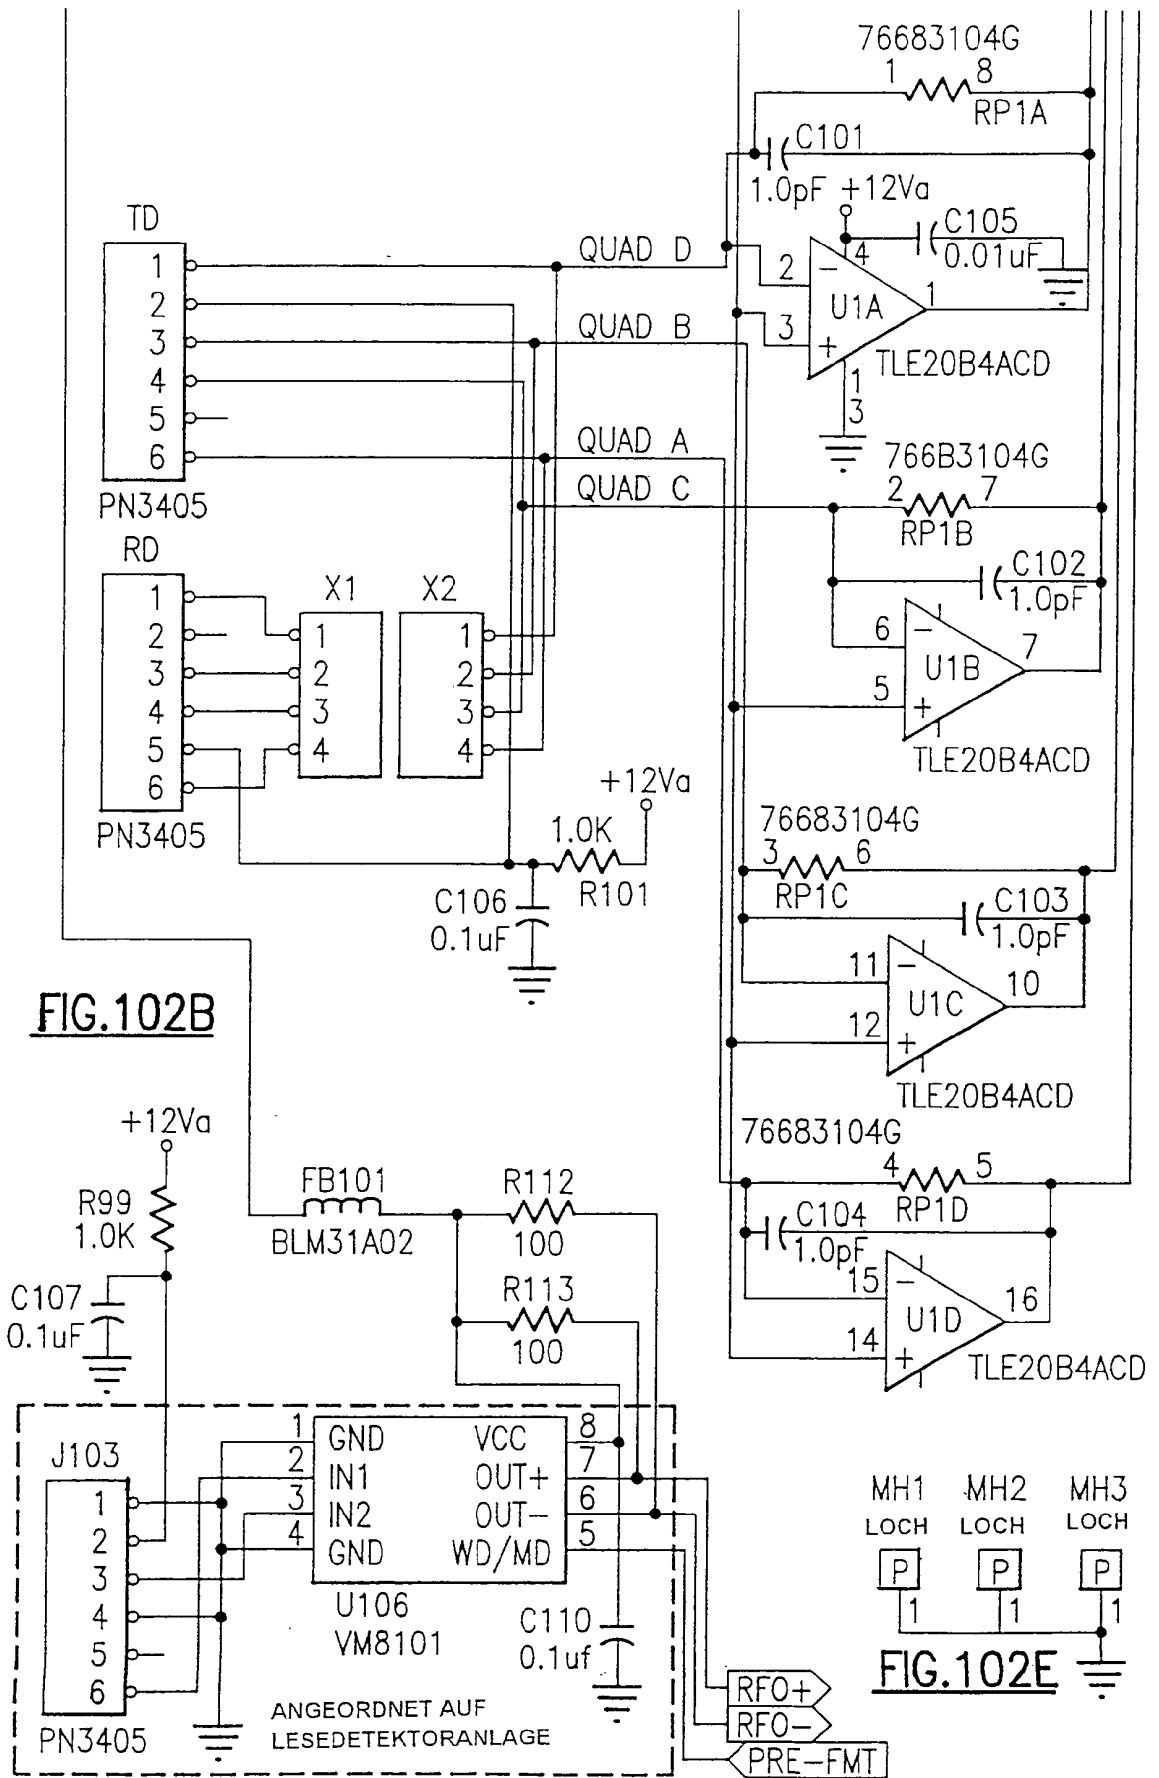 76683104G
1 8
RP1A
C101
1.0pF +12Va
C105
0.01uF
4
TD
1
2
3
4
5
6
PN3405
QUAD D
QUAD B
QUAD A
QUAD C
2 −
3 +
U1A
1
TLE20B4ACD
1
3
766B3104G
2 7
RP1B
C102
1.0pF
6 −
5 +
U1B
7
TLE20B4ACD
RD
1
2
3
4
5
6
PN3405
X1
1
2
3
4
X2
1
2
3
4
+12Va
1.0K
R101
C106
0.1uF
76683104G
3 6
RP1C
C103
1.0pF
11 −
12 +
U1C
10
TLE20B4ACD
FIG.102B
76683104G
4 5
RP1D
C104
1.0pF
15 −
14 +
U1D
16
TLE20B4ACD
+12Va
R99
1.0K
C107
0.1uF
FB101
BLM31A02
R112
100
R113
100
J103
1
2
3
4
5
6
PN3405
1 GND VCC 8
2 IN1 OUT+ 7
3 IN2 OUT− 6
4 GND WD/MD 5
U106
VM8101
C110
0.1uf
ANGEORDNET AUF
LESEDETEKTORANLAGE
RFO+
RFO−
PRE−FMT
MH1 MH2 MH3
LOCH LOCH LOCH
P P P
1 1 1
FIG.102E